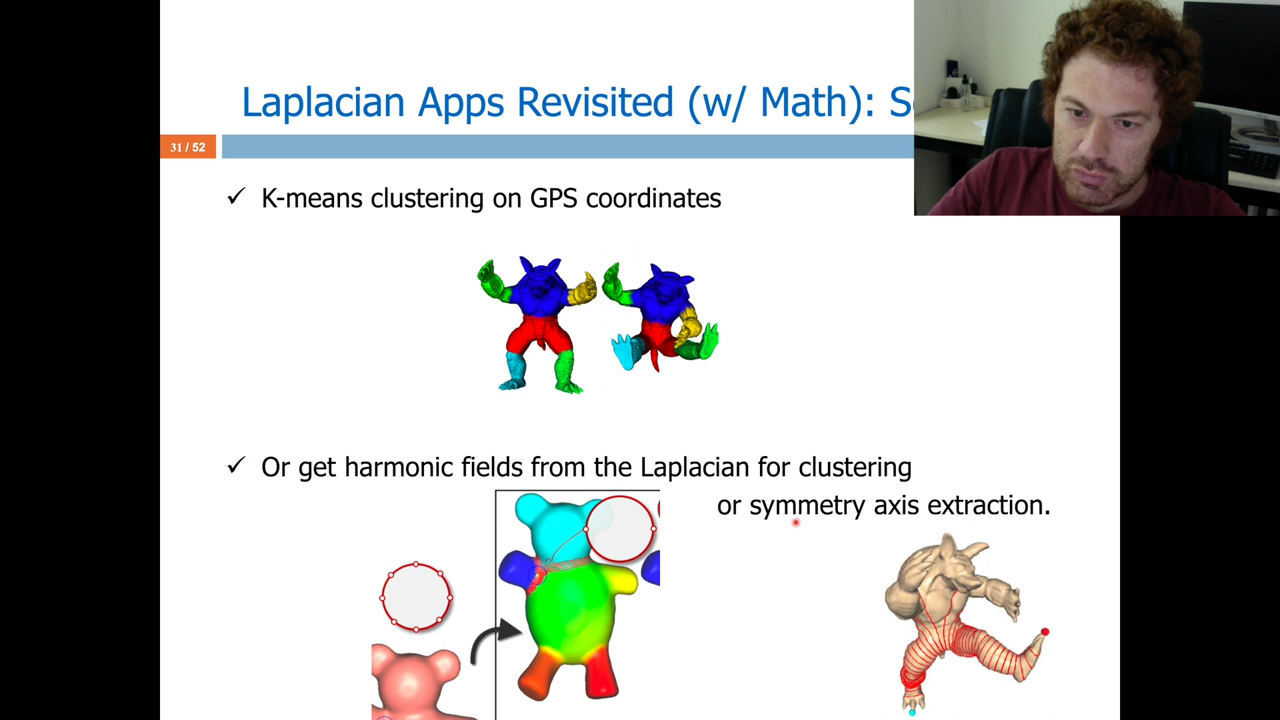 Laplacian Apps Revisited (w/ Math):
31 / 52
✓ K-means clustering on GPS coordinates
✓ Or get harmonic fields from the Laplacian for clustering
or symmetry axis extraction.